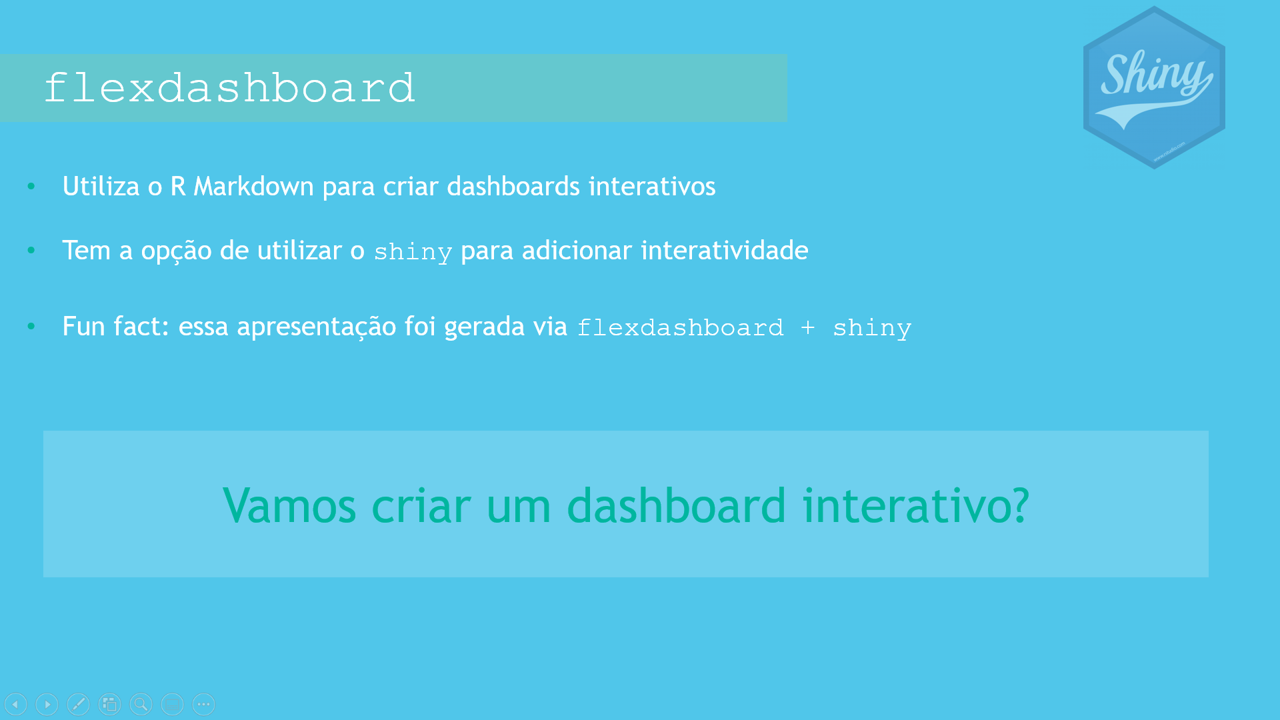 Shiny
flexdashboard
• Utiliza o R Markdown para criar dashboards interativos
• Tem a opção de utilizar o shiny para adicionar interatividade
• Fun fact: essa apresentação foi gerada via flexdashboard + shiny
Vamos criar um dashboard interativo?